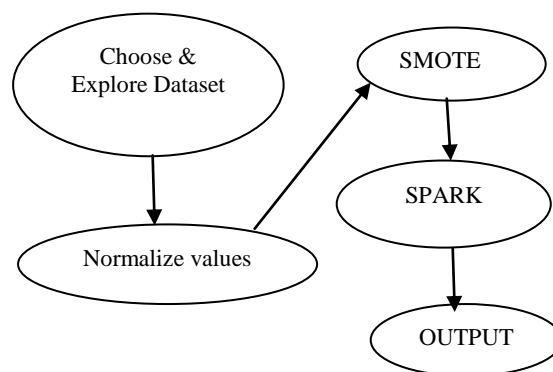 Choose &
Explore Dataset
Normalize values
SMOTE
SPARK
OUTPUT